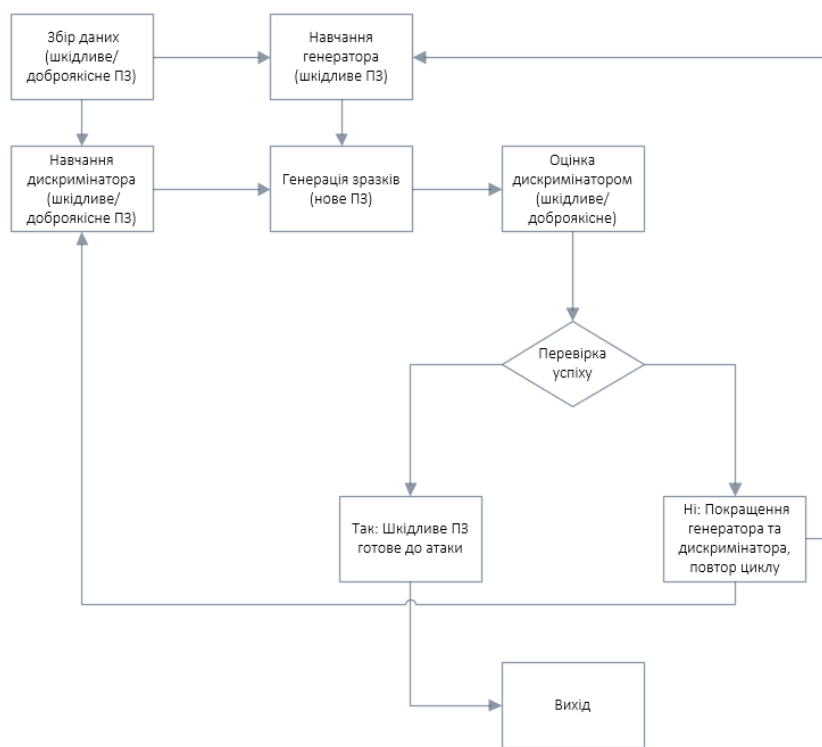 Збір даних
(шкідливе/
доброякісне ПЗ)
Навчання
генератора
(шкідливе ПЗ)
Навчання
дискримінатора
(шкідливе/
доброякісне ПЗ)
Генерація зразків
(нове ПЗ)
Оцінка
дискримінатором
(шкідливе/
доброякісне)
Перевірка
успіху
Так: Шкідливе ПЗ
готове до атаки
Ні: Покращення
генератора та
дискримінатора,
повтор циклу
Вихід